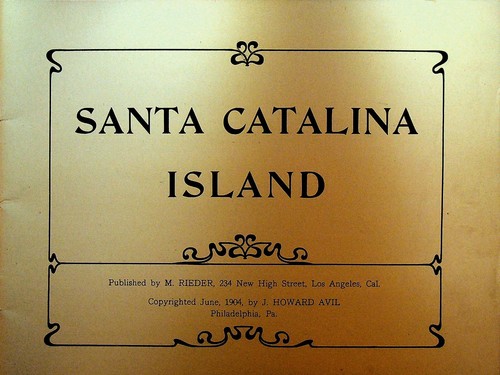 SANTA CATALINA
ISLAND
Published by M. RIEDER, 234 New High Street, Los Angeles, Cal.
Copyrighted June, 1904, by J. HOWARD AVIL
Philadelphia, Pa.